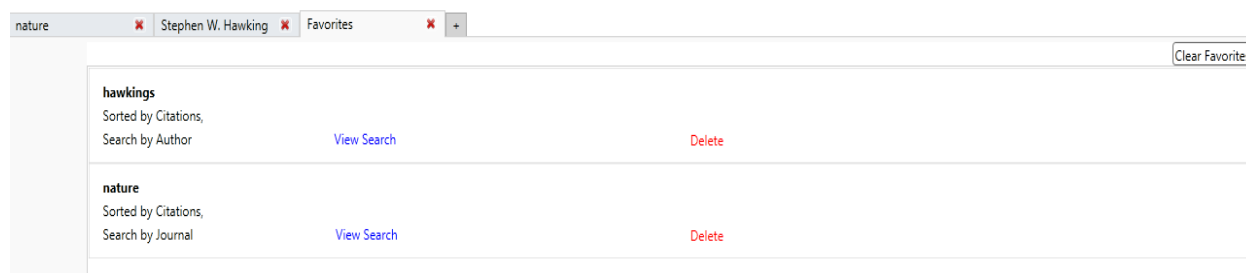 nature Stephen W. Hawking Favorites +
Clear Favorite
hawkings
Sorted by Citations,
Search by Author View Search Delete
nature
Sorted by Citations,
Search by Journal View Search Delete